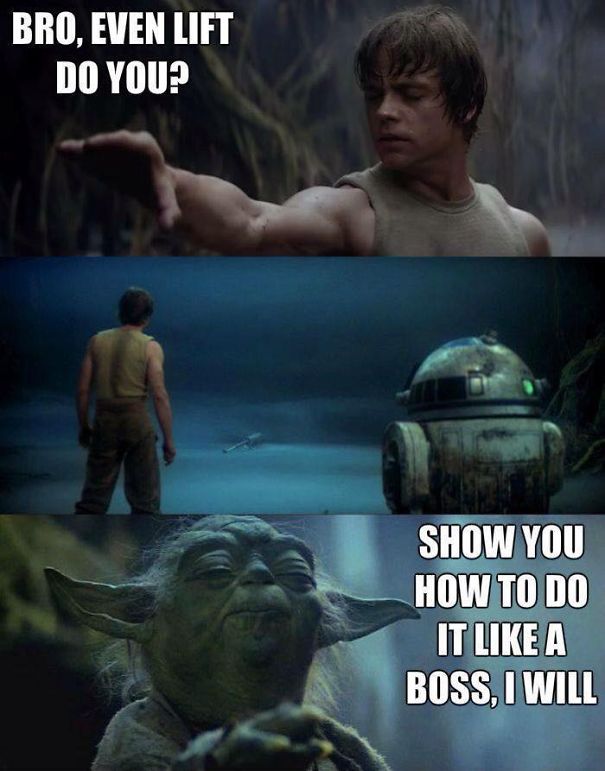 BRO, EVEN LIFT
DO YOU?
SHOW YOU
HOW TO DO
IT LIKE A
BOSS, I WILL